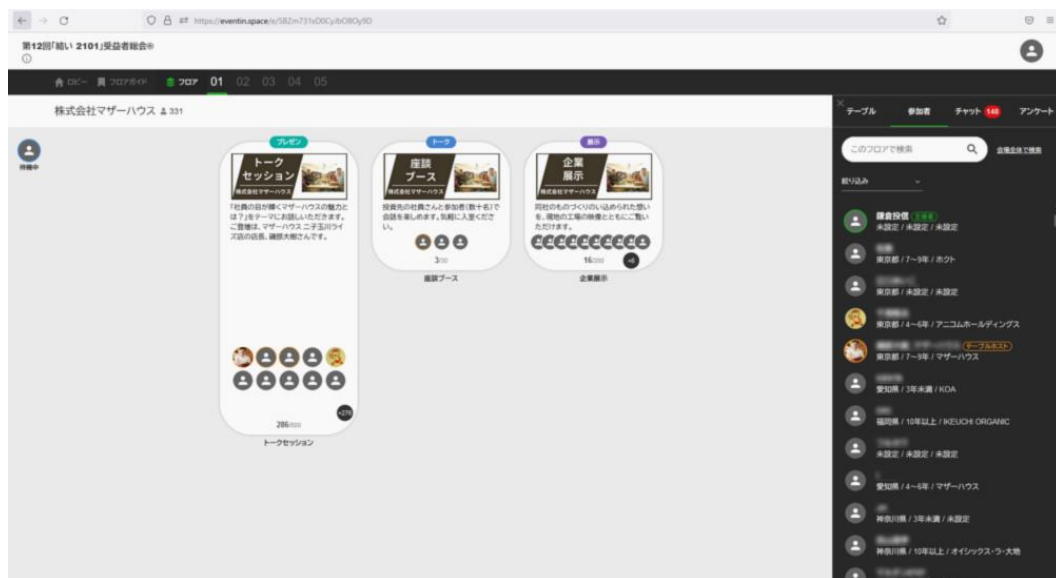 https://eventin.space/e/
第12回「結い 2101」受益者総会®
ロビー フロアガイド フロア 01 02 03 04 05
株式会社マザーハウス 331
待機中
プレゼン
トーク
セッション
株式会社マザーハウス
「社員の目が輝くマザーハウスの魅力と
は？」をテーマにお話しいただきます。
ご登壇は、マザーハウス 二子玉川ライ
ズ店の店長、磯原大樹さんです。
286/500
+276
トークセッション
トーク
座談
ブース
株式会社マザーハウス
投資先の社員さんと参加者（数十名）で
会話を楽しめます。気軽に入室くださ
い。
3/30
座談ブース
展示
企業
展示
株式会社マザーハウス
同社のものづくりの込められた想い
を、現地の工場の映像とともにご覧い
ただけます。
16/200
+6
企業展示
テーブル 参加者 チャット 148 アンケート
このフロアで検索 会場全体で検索
絞り込み
鎌倉投信 主催者
未設定 / 未設定 / 未設定
東京都 / 7～9年 / ホクト
東京都 / 未設定 / 未設定
東京都 / 4～6年 / アニコムホールディングス
テーブルホスト
東京都 / 7～9年 / マザーハウス
愛知県 / 3年未満 / KOA
福岡県 / 10年以上 / IKEUCHI ORGANIC
未設定 / 未設定 / 未設定
愛知県 / 4～6年 / マザーハウス
神奈川県 / 3年未満 / 未設定
神奈川県 / 10年以上 / オイシックス・ラ・大地